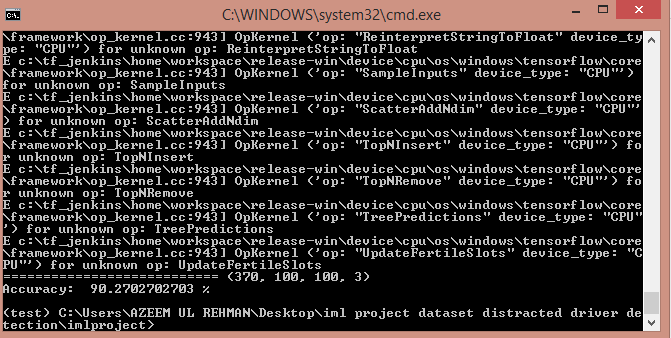 C:\WINDOWS\system32\cmd.exe
\framework\op_kernel.cc:943] OpKernel ('op: "ReinterpretStringToFloat" device_ty
pe: "CPU"') for unknown op: ReinterpretStringToFloat
E c:\tf_jenkins\home\workspace\release-win\device\cpu\os\windows\tensorflow\core
\framework\op_kernel.cc:943] OpKernel ('op: "SampleInputs" device_type: "CPU"')
for unknown op: SampleInputs
E c:\tf_jenkins\home\workspace\release-win\device\cpu\os\windows\tensorflow\core
\framework\op_kernel.cc:943] OpKernel ('op: "ScatterAddNdim" device_type: "CPU"'
) for unknown op: ScatterAddNdim
E c:\tf_jenkins\home\workspace\release-win\device\cpu\os\windows\tensorflow\core
\framework\op_kernel.cc:943] OpKernel ('op: "TopNInsert" device_type: "CPU"') fo
r unknown op: TopNInsert
E c:\tf_jenkins\home\workspace\release-win\device\cpu\os\windows\tensorflow\core
\framework\op_kernel.cc:943] OpKernel ('op: "TopNRemove" device_type: "CPU"') fo
r unknown op: TopNRemove
E c:\tf_jenkins\home\workspace\release-win\device\cpu\os\windows\tensorflow\core
\framework\op_kernel.cc:943] OpKernel ('op: "TreePredictions" device_type: "CPU"
') for unknown op: TreePredictions
E c:\tf_jenkins\home\workspace\release-win\device\cpu\os\windows\tensorflow\core
\framework\op_kernel.cc:943] OpKernel ('op: "UpdateFertileSlots" device_type: "C
PU"') for unknown op: UpdateFertileSlots
=========================== (370, 100, 100, 3)
Accuracy:  90.2702702703 %
(test) C:\Users\AZEEM UL REHMAN\Desktop\iml project dataset distracted driver de
tection\imlproject>